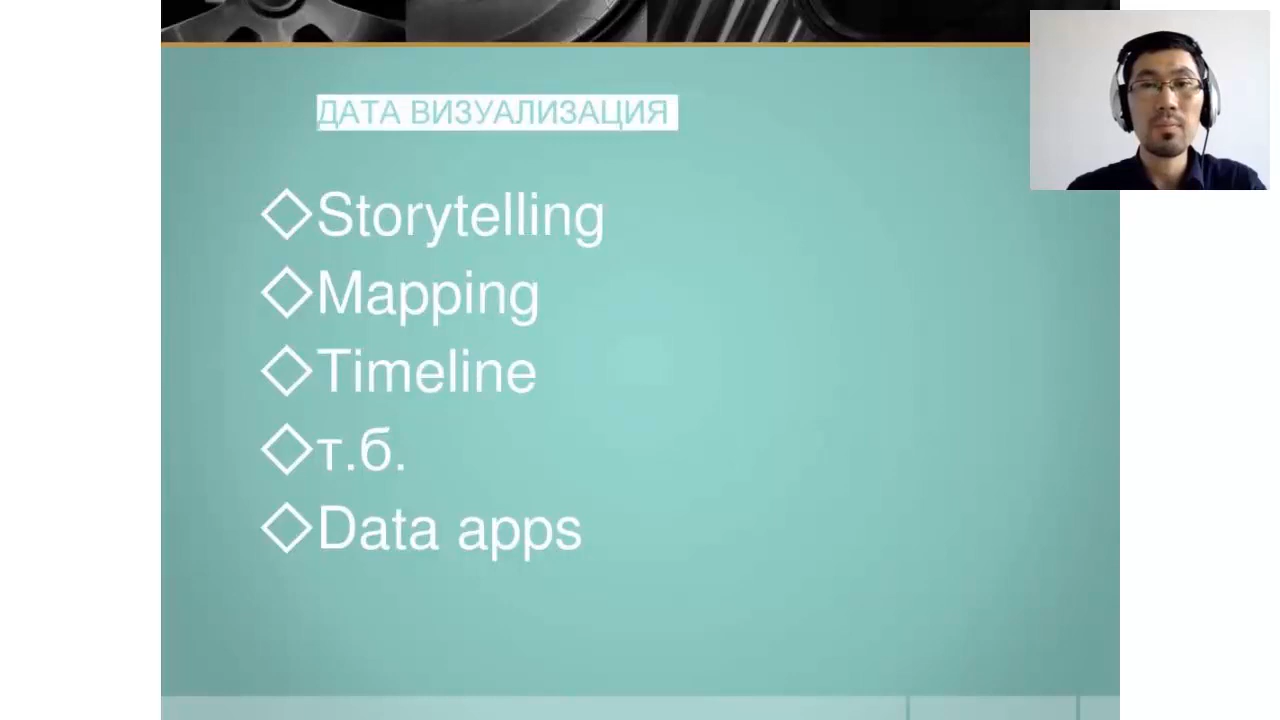 ДАТА ВИЗУАЛИЗАЦИЯ
Storytelling
Mapping
Timeline
т.б.
Data apps